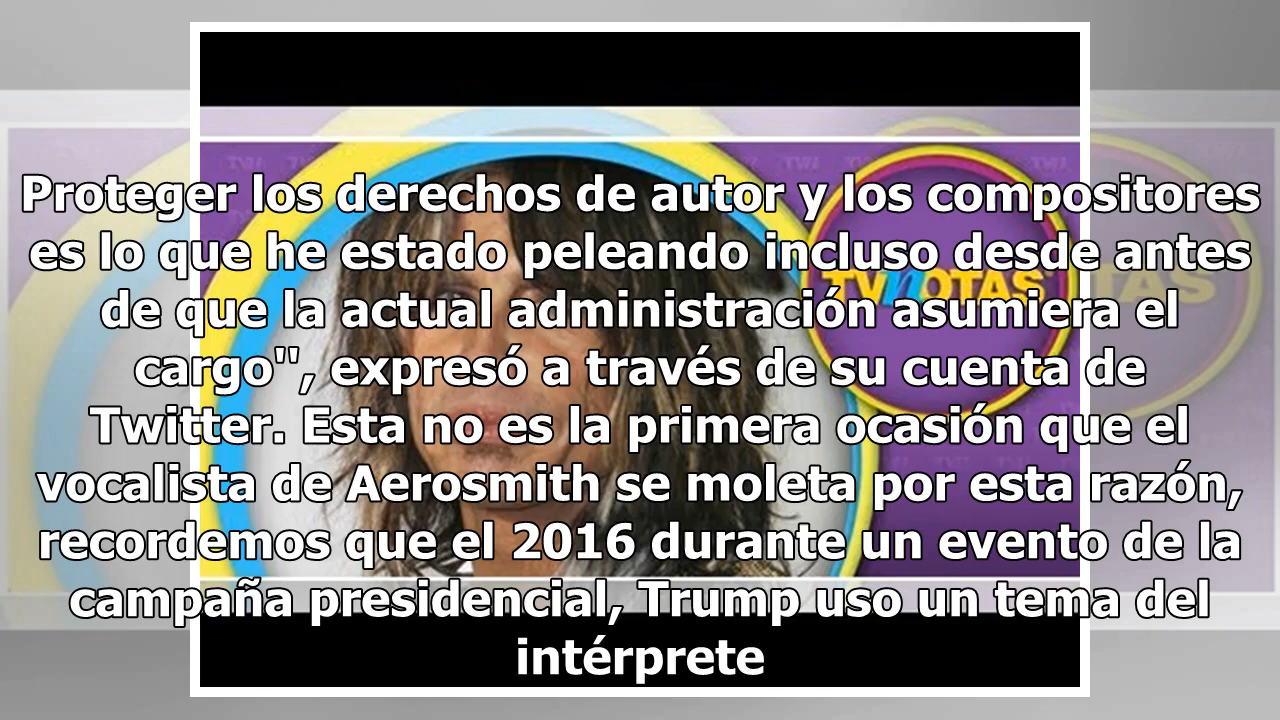 Proteger los derechos de autor y los compositores
es lo que he estado peleando incluso desde antes
de que la actual administración asumiera el
cargo'', expresó a través de su cuenta de
Twitter. Esta no es la primera ocasión que el
vocalista de Aerosmith se moleta por esta razón,
recordemos que el 2016 durante un evento de la
campaña presidencial, Trump uso un tema del
intérprete
TVNOTAS